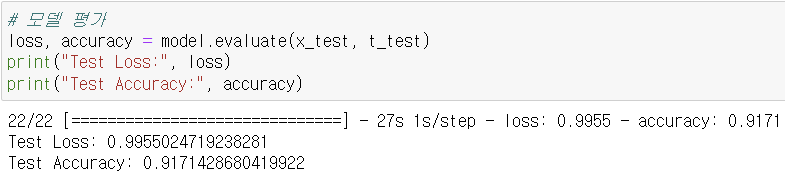 # 모델 평가
loss, accuracy = model.evaluate(x_test, t_test)
print("Test Loss:", loss)
print("Test Accuracy:", accuracy)
22/22 [==============================] - 27s 1s/step - loss: 0.9955 - accuracy: 0.9171
Test Loss: 0.9955024719238281
Test Accuracy: 0.9171428680419922